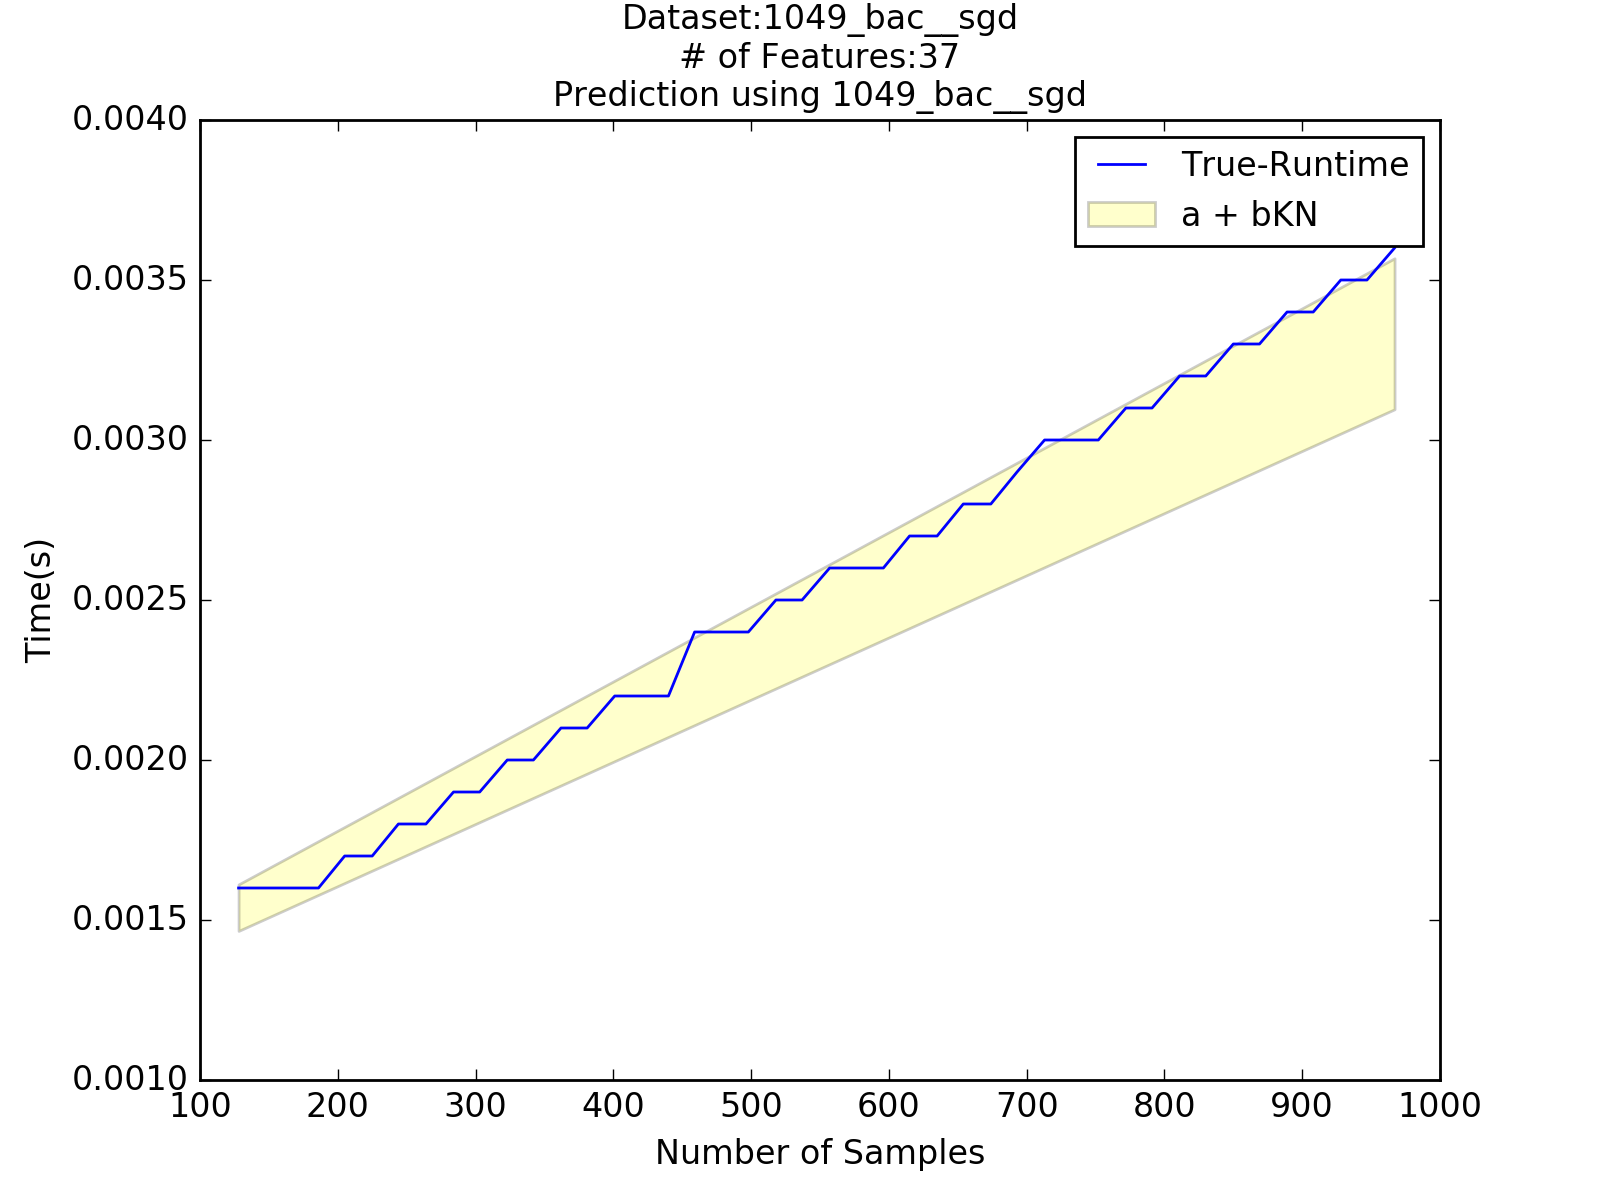 Dataset:1049_bac__sgd
# of Features:37
Prediction using 1049_bac__sgd
0.0040
0.0035
0.0030
0.0025
0.0020
0.0015
0.0010
Time(s)
True-Runtime
a + bKN
100 200 300 400 500 600 700 800 900 1000
Number of Samples